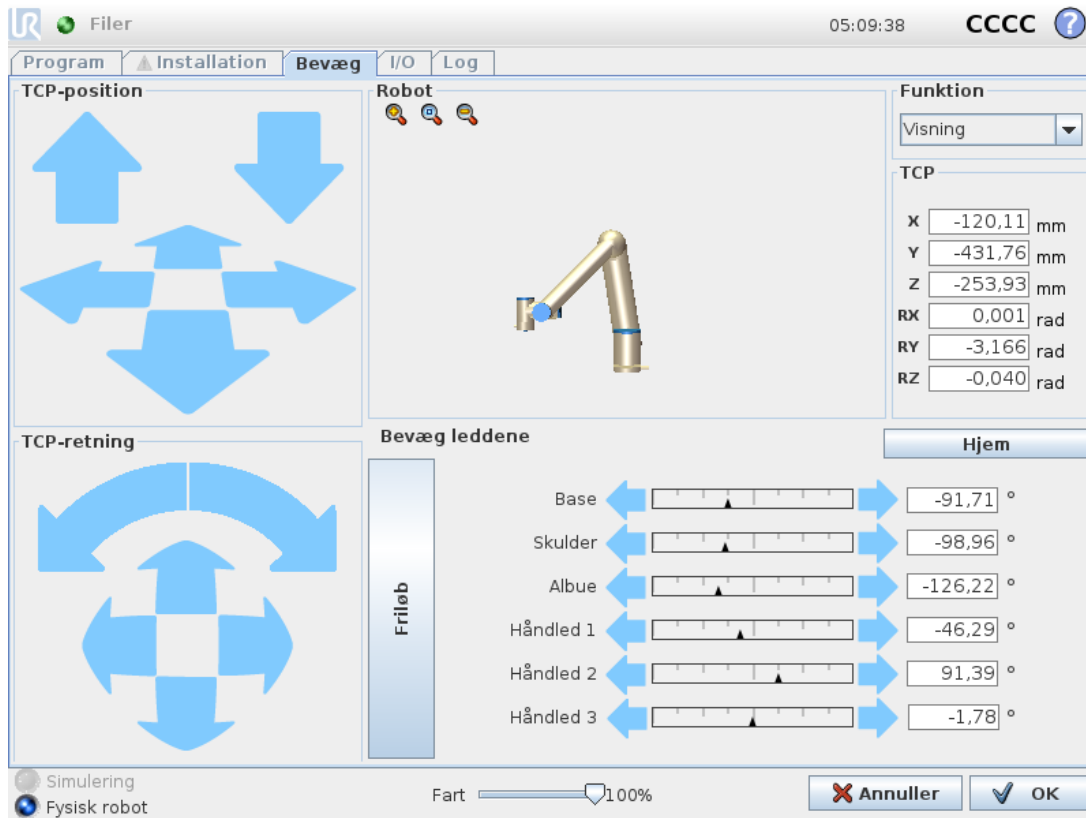 UR Filer 05:09:38 CCCC ?
Program Installation Bevæg I/O Log
TCP-position
Robot
Funktion
Visning
TCP
X -120,11 mm
Y -431,76 mm
Z -253,93 mm
RX 0,001 rad
RY -3,166 rad
RZ -0,040 rad
TCP-retning
Bevæg leddene
Hjem
Friløb
Base -91,71 °
Skulder -98,96 °
Albue -126,22 °
Håndled 1 -46,29 °
Håndled 2 91,39 °
Håndled 3 -1,78 °
Simulering
Fysisk robot
Fart 100%
Annuller
OK